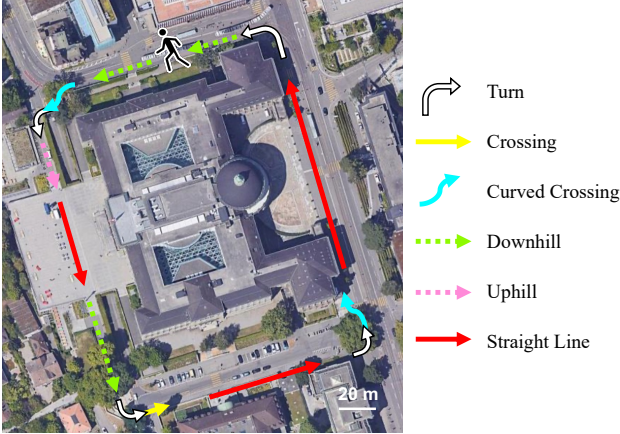 Turn
Crossing
Curved Crossing
Downhill
Uphill
Straight Line
20 m